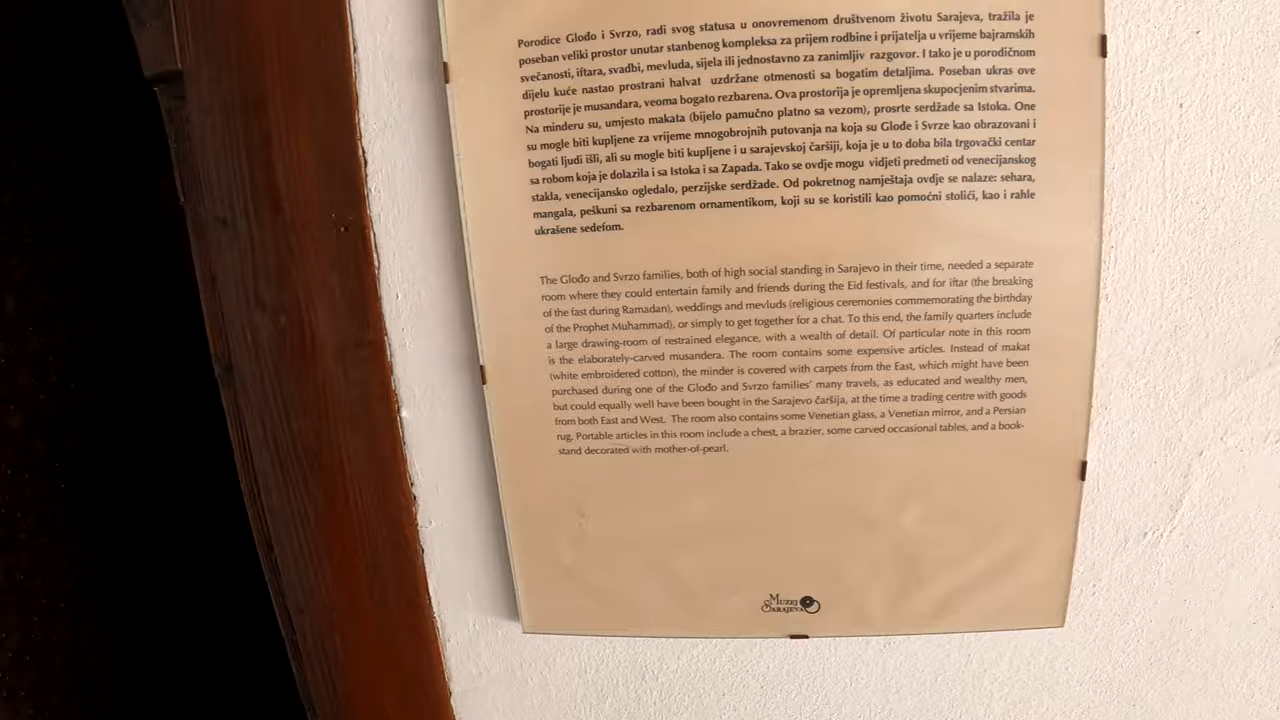 Porodice Glođo i Svrzo, radi svog statusa u onovremenom društvenom životu Sarajeva, tražila je
poseban veliki prostor unutar stanbenog kompleksa za prijem rodbine i prijatelja u vrijeme bajramskih
svečanosti, iftara, svadbi, mevluda, sijela ili jednostavno za zanimljiv razgovor. I tako je u porodičnom
dijelu kuće nastao prostrani halvat uzdržane otmenosti sa bogatim detaljima. Poseban ukras ove
prostorije je musandara, veoma bogato rezbarena. Ova prostorija je opremljena skupocjenim stvarima.
Na minderu su, umjesto makata (bijelo pamučno platno sa vezom), prosrte serdžade sa Istoka. One
su mogle biti kupljene za vrijeme mnogobrojnih putovanja na koja su Glođe i Svrze kao obrazovani i
bogati ljudi išli, ali su mogle biti kupljene i u sarajevskoj čaršiji, koja je u to doba bila trgovački centar
sa robom koja je dolazila i sa Istoka i sa Zapada. Tako se ovdje mogu vidjeti predmeti od venecijanskog
stakla, venecijansko ogledalo, perzijske serdžade. Od pokretnog namještaja ovdje se nalaze: sehara,
mangala, peškuni sa rezbarenom ornamentikom, koji su se koristili kao pomoćni stolići, kao i rahle
ukrašene sedefom.
The Glođo and Svrzo families, both of high social standing in Sarajevo in their time, needed a separate
room where they could entertain family and friends during the Eid festivals, and for iftar (the breaking
of the fast during Ramadan), weddings and mevluds (religious ceremonies commemorating the birthday
of the Prophet Muhammad), or simply to get together for a chat. To this end, the family quarters include
a large drawing-room of restrained elegance, with a wealth of detail. Of particular note in this room
is the elaborately-carved musandera. The room contains some expensive articles. Instead of makat
(white embroidered cotton), the minder is covered with carpets from the East, which might have been
purchased during one of the Glođo and Svrzo families' many travels, as educated and wealthy men,
but could equally well have been bought in the Sarajevo čaršija, at the time a trading centre with goods
from both East and West. The room also contains some Venetian glass, a Venetian mirror, and a Persian
rug. Portable articles in this room include a chest, a brazier, some carved occasional tables, and a book-
stand decorated with mother-of-pearl.
MUZEJ
SARAJEVA